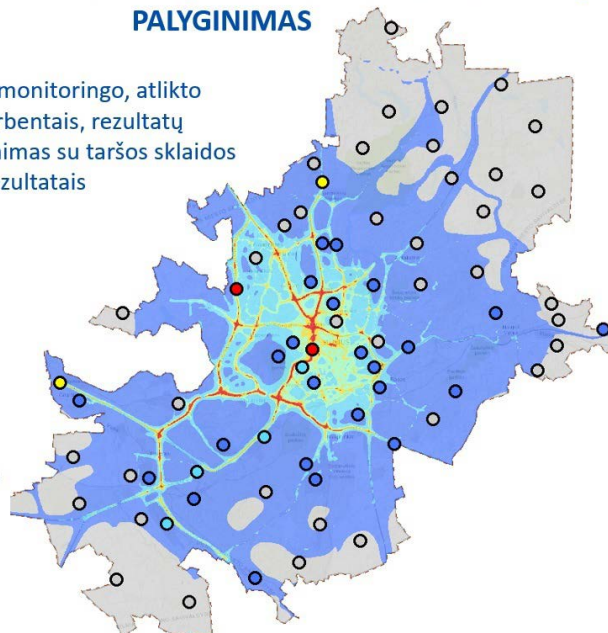 PALYGINIMAS
monitoringo, atlikto
rbentais, rezultatų
imas su taršos sklaidos
zultatais